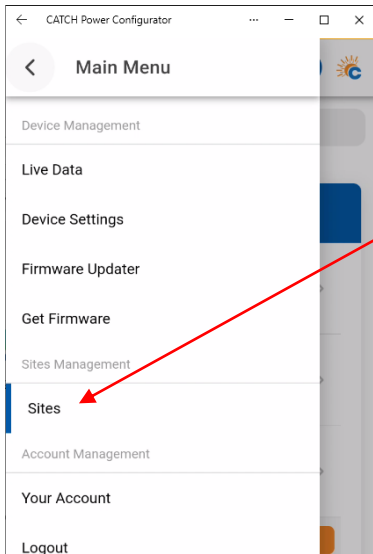 CATCH Power Configurator
Main Menu
Device Management
Live Data
Device Settings
Firmware Updater
Get Firmware
Sites Management
Sites
Account Management
Your Account
Logout